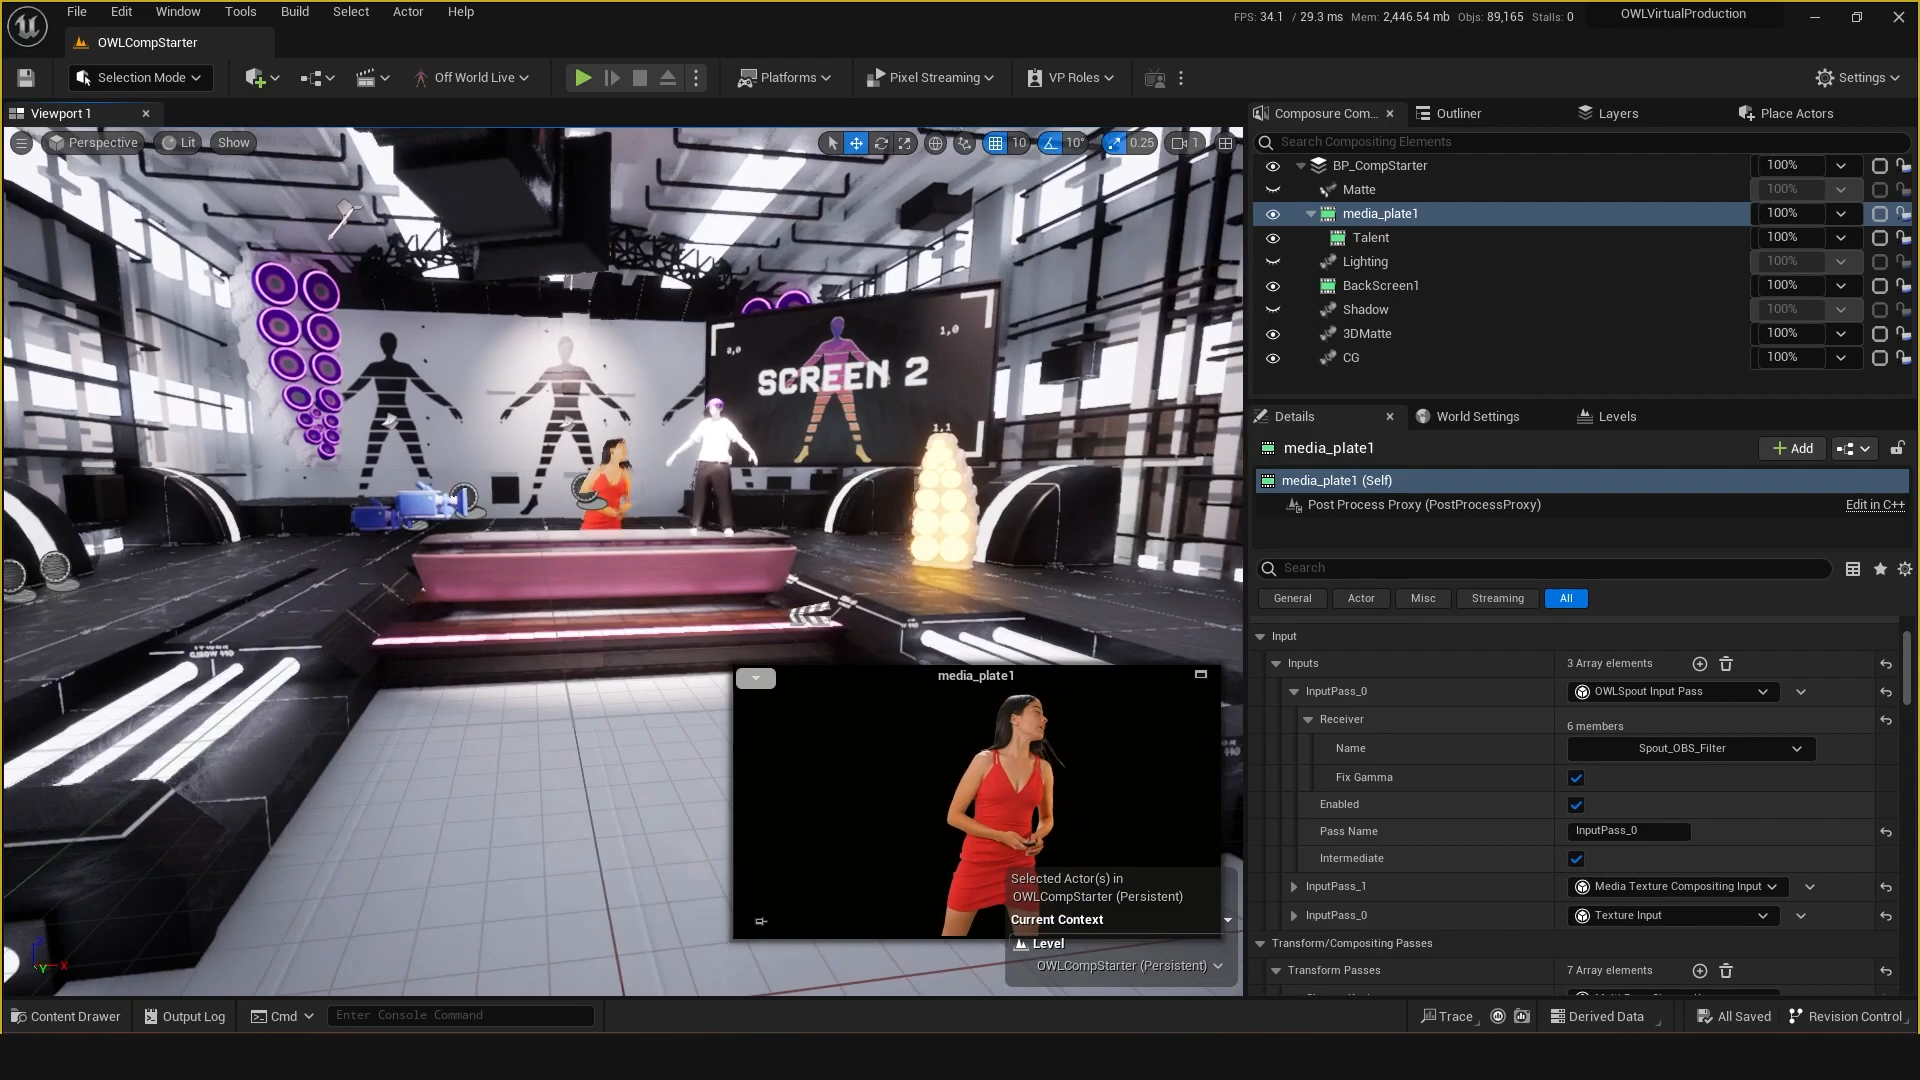 File Edit Window Tools Build Select Actor Help
FPS: 34.1 / 29.3 ms Mem: 2,446.54 mb Objs: 89,165 Stalls: 0
OWLVirtualProduction
OWLCompStarter
Selection Mode
Off World Live
Platforms
Pixel Streaming
VP Roles
Settings
Viewport 1
Perspective
Lit
Show
10
10°
0.25
1
0,0
1,0
SCREEN 2
1,1
media_plate1
Selected Actor(s) in
OWLCompStarter (Persistent)
Current Context
Level
OWLCompStarter (Persistent)
Z
X
Y
Composure Com...
Outliner
Layers
Place Actors
Search Compositing Elements
BP_CompStarter 100%
Matte 100%
media_plate1 100%
Talent 100%
Lighting 100%
BackScreen1 100%
Shadow 100%
3DMatte 100%
CG 100%
Details
World Settings
Levels
media_plate1
Add
media_plate1 (Self)
Post Process Proxy (PostProcessProxy) Edit in C++
Search
General Actor Misc Streaming All
Input
Inputs 3 Array elements
InputPass_0 OWLSpout Input Pass
Receiver 6 members
Name Spout_OBS_Filter
Fix Gamma
Enabled
Pass Name InputPass_0
Intermediate
InputPass_1 Media Texture Compositing Input
InputPass_0 Texture Input
Transform/Compositing Passes
Transform Passes 7 Array elements
Content Drawer
Output Log
Cmd
Enter Console Command
Trace
Derived Data
All Saved
Revision Control